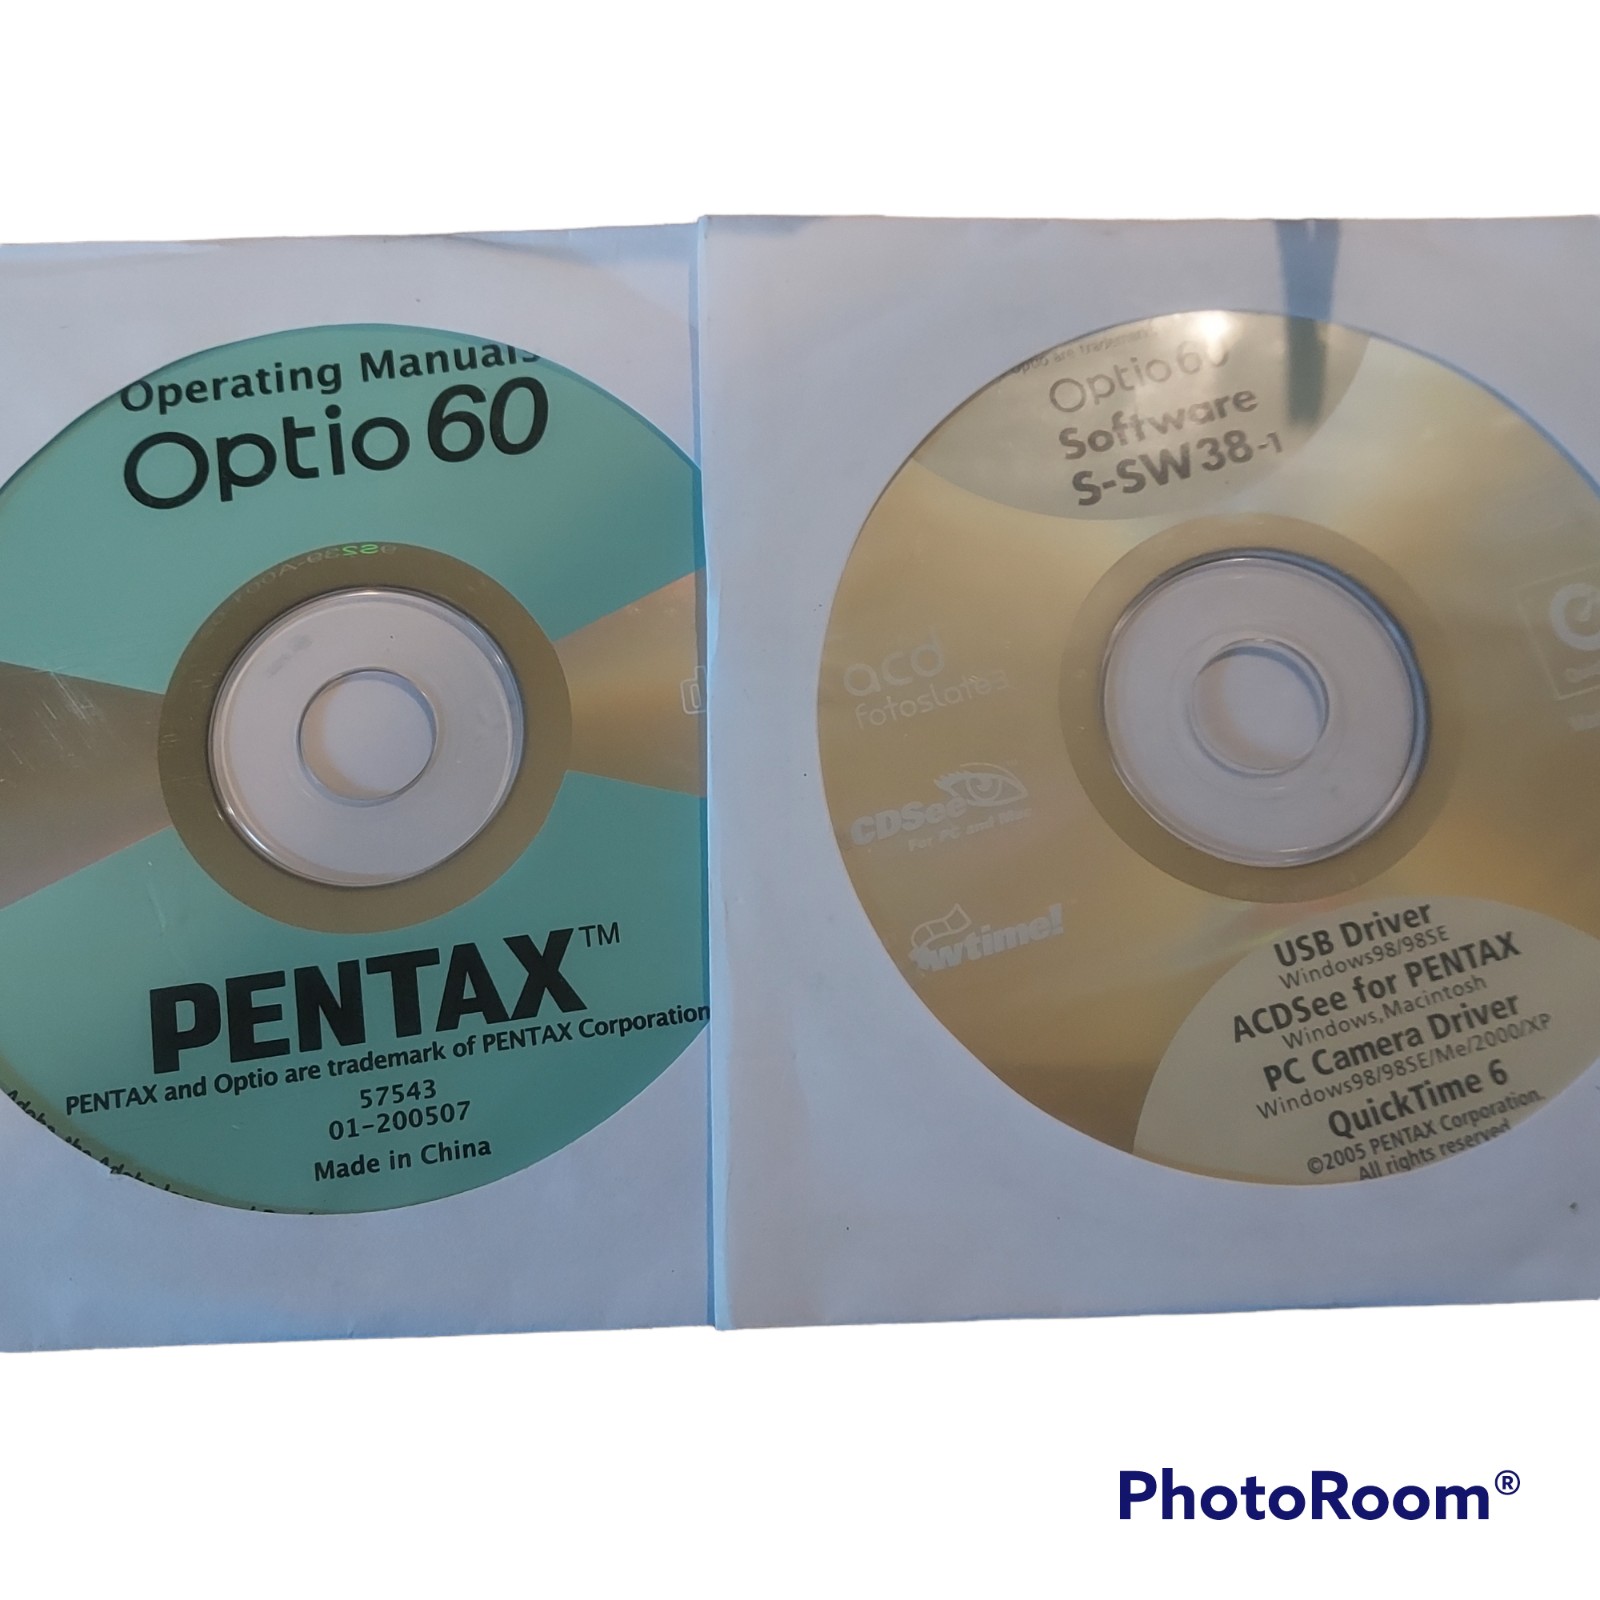 Operating Manuals
Optio 60
PENTAX™
PENTAX and Optio are trademark of PENTAX Corporation
57543
01-200507
Made in China
Optio 60
Software
S-SW38-1
acd
fotoslate3
CDSee
For PC and Mac
wtime!
USB Driver
Windows98/98SE
ACDSee for PENTAX
Windows,Macintosh
PC Camera Driver
Windows98/98SE/Me/2000/XP
QuickTime 6
©2005 PENTAX Corporation.
All rights reserved
PhotoRoom®